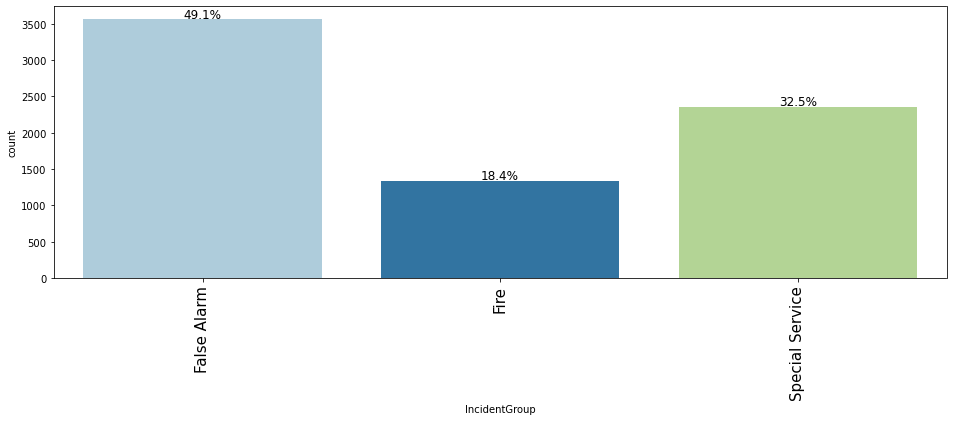 49.1%
18.4%
32.5%
3500
3000
2500
2000
1500
1000
500
0
count
False Alarm
Fire
Special Service
IncidentGroup